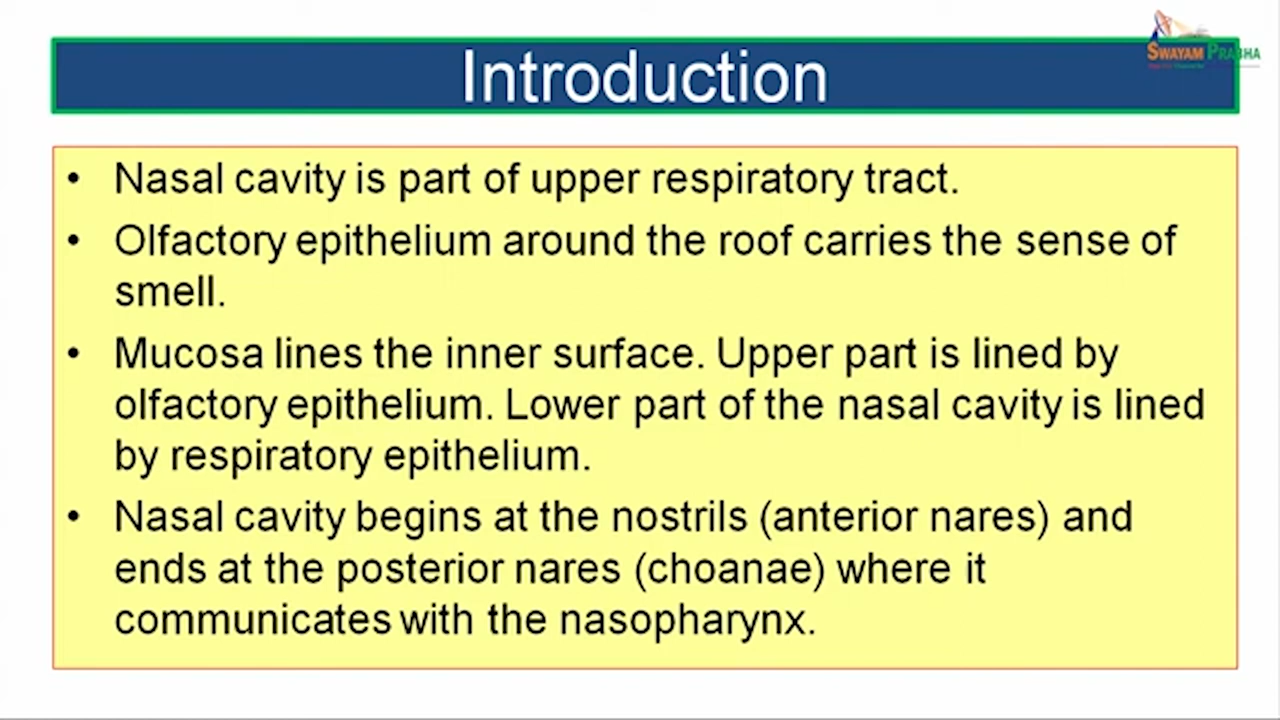 SWAYAM PRABHA
Introduction
• Nasal cavity is part of upper respiratory tract.
• Olfactory epithelium around the roof carries the sense of
smell.
• Mucosa lines the inner surface. Upper part is lined by
olfactory epithelium. Lower part of the nasal cavity is lined
by respiratory epithelium.
• Nasal cavity begins at the nostrils (anterior nares) and
ends at the posterior nares (choanae) where it
communicates with the nasopharynx.